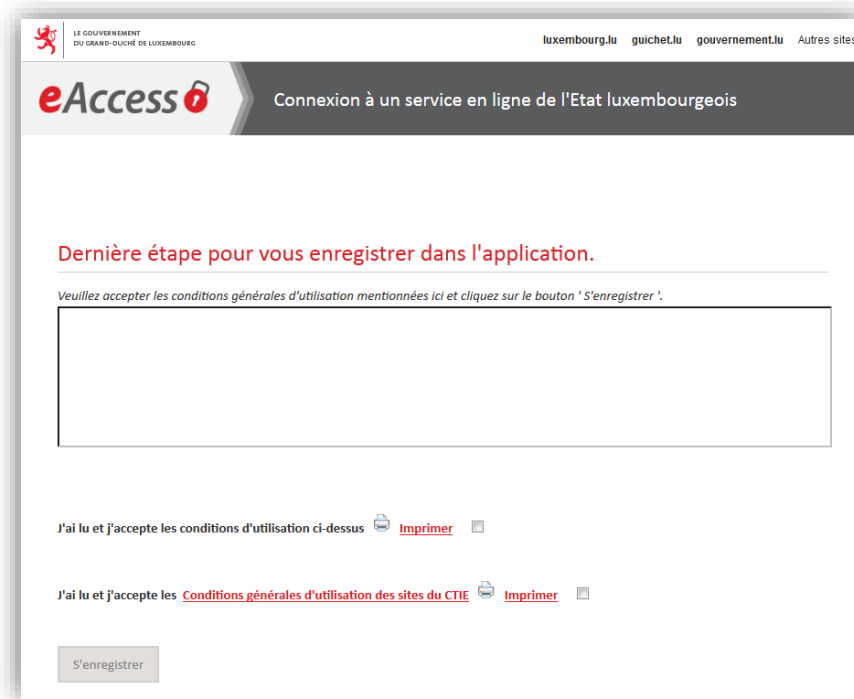 LE GOUVERNEMENT
DU GRAND-DUCHÉ DE LUXEMBOURG
luxembourg.lu guichet.lu gouvernement.lu Autres sites
eAccess
Connexion à un service en ligne de l'Etat luxembourgeois
Dernière étape pour vous enregistrer dans l'application.
Veuillez accepter les conditions générales d'utilisation mentionnées ici et cliquez sur le bouton ' S'enregistrer '.
J'ai lu et j'accepte les conditions d'utilisation ci-dessus Imprimer
J'ai lu et j'accepte les Conditions générales d'utilisation des sites du CTIE Imprimer
S'enregistrer